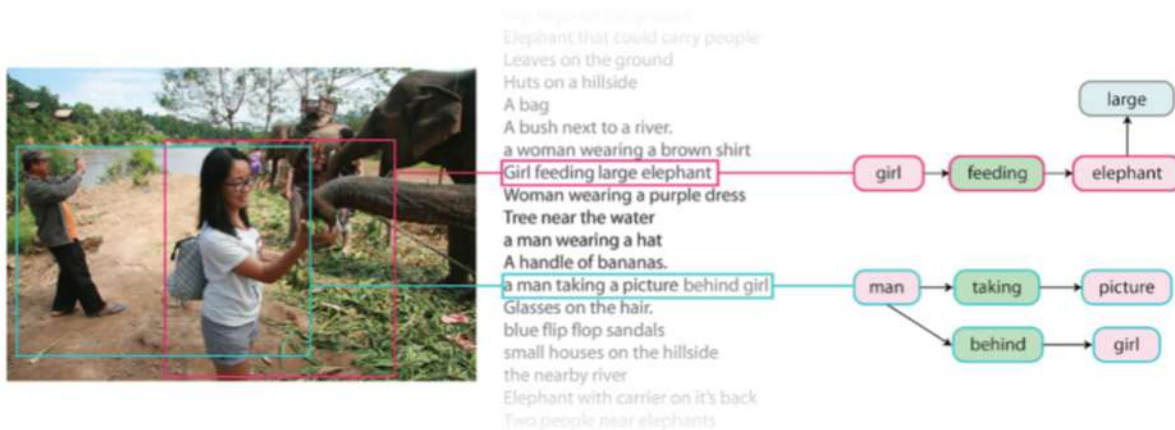 Elephant that could carry people
Leaves on the ground
Huts on a hillside
A bag
A bush next to a river.
a woman wearing a brown shirt
Girl feeding large elephant
Woman wearing a purple dress
Tree near the water
a man wearing a hat
A handle of bananas.
a man taking a picture behind girl
Glasses on the hair.
blue flip flop sandals
small houses on the hillside
the nearby river
Elephant with carrier on it's back
Two people near elephants
large
girl feeding elephant
man taking picture
behind girl